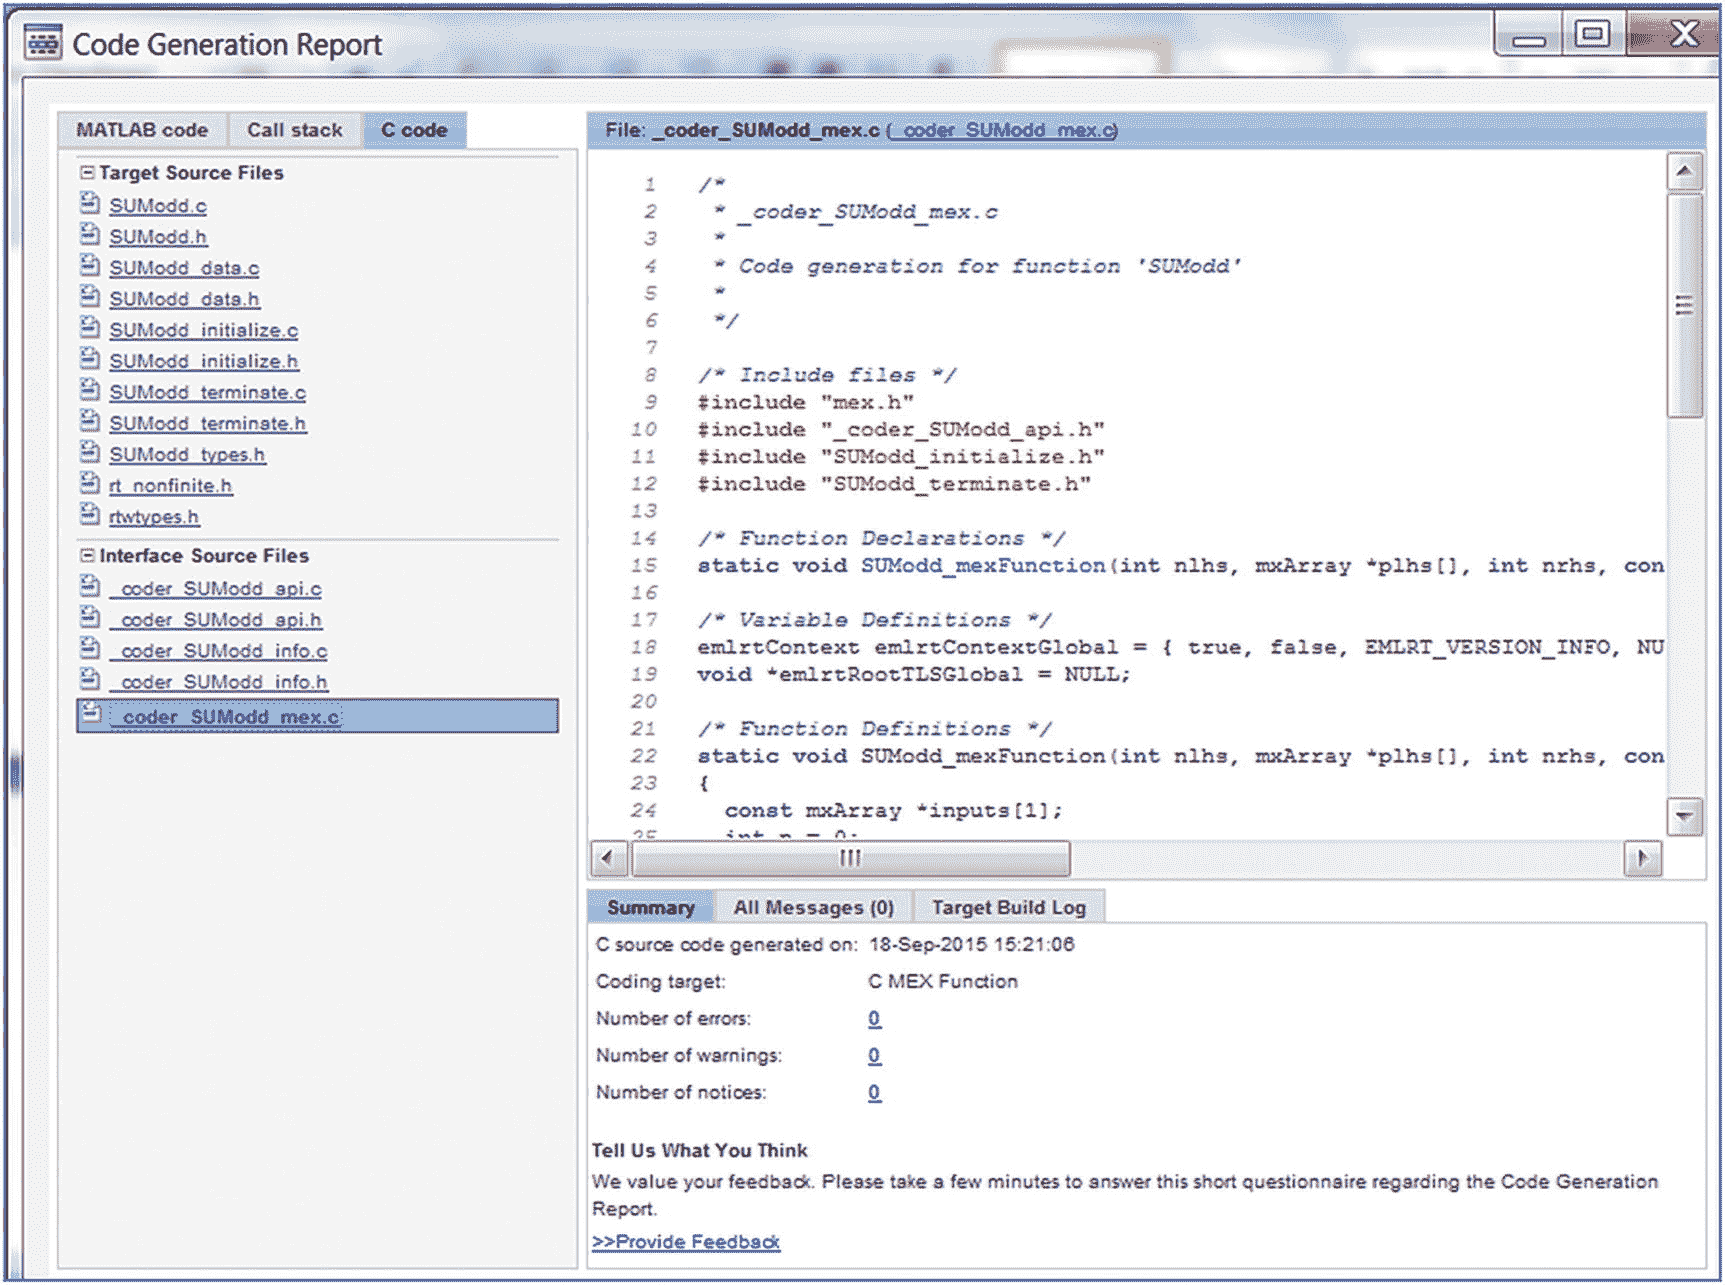 Code Generation Report
MATLAB code Call stack C code
Target Source Files
SUModd.c
SUModd.h
SUModd_data.c
SUModd_data.h
SUModd_initialize.c
SUModd_initialize.h
SUModd_terminate.c
SUModd_terminate.h
SUModd_types.h
rt_nonfinite.h
rtwtypes.h
Interface Source Files
_coder_SUModd_api.c
_coder_SUModd_api.h
_coder_SUModd_info.c
_coder_SUModd_info.h
_coder_SUModd_mex.c
File: _coder_SUModd_mex.c (_coder_SUModd_mex.c)
1 /*
2 * _coder_SUModd_mex.c
3 *
4 * Code generation for function 'SUModd'
5 *
6 */
7
8 /* Include files */
9 #include "mex.h"
10 #include "_coder_SUModd_api.h"
11 #include "SUModd_initialize.h"
12 #include "SUModd_terminate.h"
13
14 /* Function Declarations */
15 static void SUModd_mexFunction(int nlhs, mxArray *plhs[], int nrhs, con
16
17 /* Variable Definitions */
18 emlrtContext emlrtContextGlobal = { true, false, EMLRT_VERSION_INFO, NU
19 void *emlrtRootTLSGlobal = NULL;
20
21 /* Function Definitions */
22 static void SUModd_mexFunction(int nlhs, mxArray *plhs[], int nrhs, con
23 {
24 const mxArray *inputs[1];
25 int n = 0;
Summary All Messages (0) Target Build Log
C source code generated on: 18-Sep-2015 15:21:06
Coding target: C MEX Function
Number of errors: 0
Number of warnings: 0
Number of notices: 0
Tell Us What You Think
We value your feedback. Please take a few minutes to answer this short questionnaire regarding the Code Generation
Report.
>>Provide Feedback